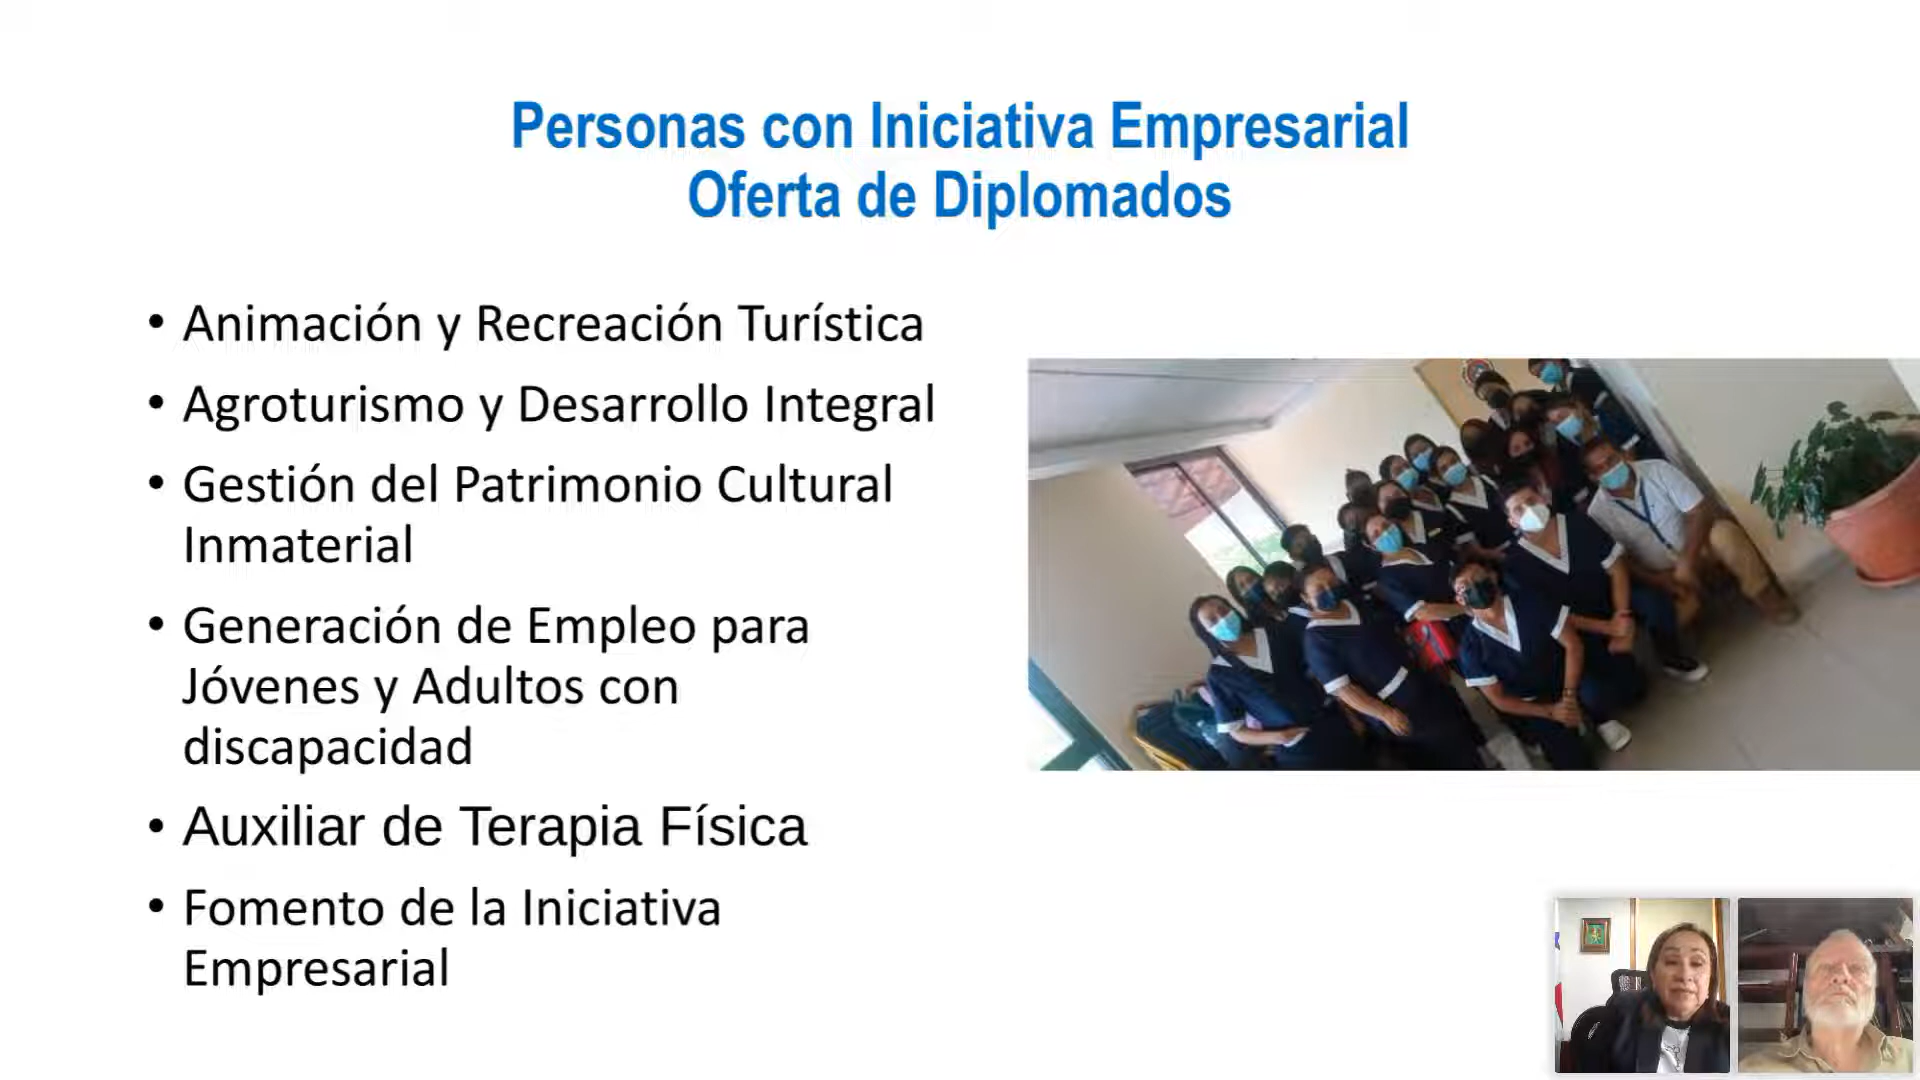 Personas con Iniciativa Empresarial
Oferta de Diplomados
• Animación y Recreación Turística
• Agroturismo y Desarrollo Integral
• Gestión del Patrimonio Cultural
Inmaterial
• Generación de Empleo para
Jóvenes y Adultos con
discapacidad
• Auxiliar de Terapia Física
• Fomento de la Iniciativa
Empresarial